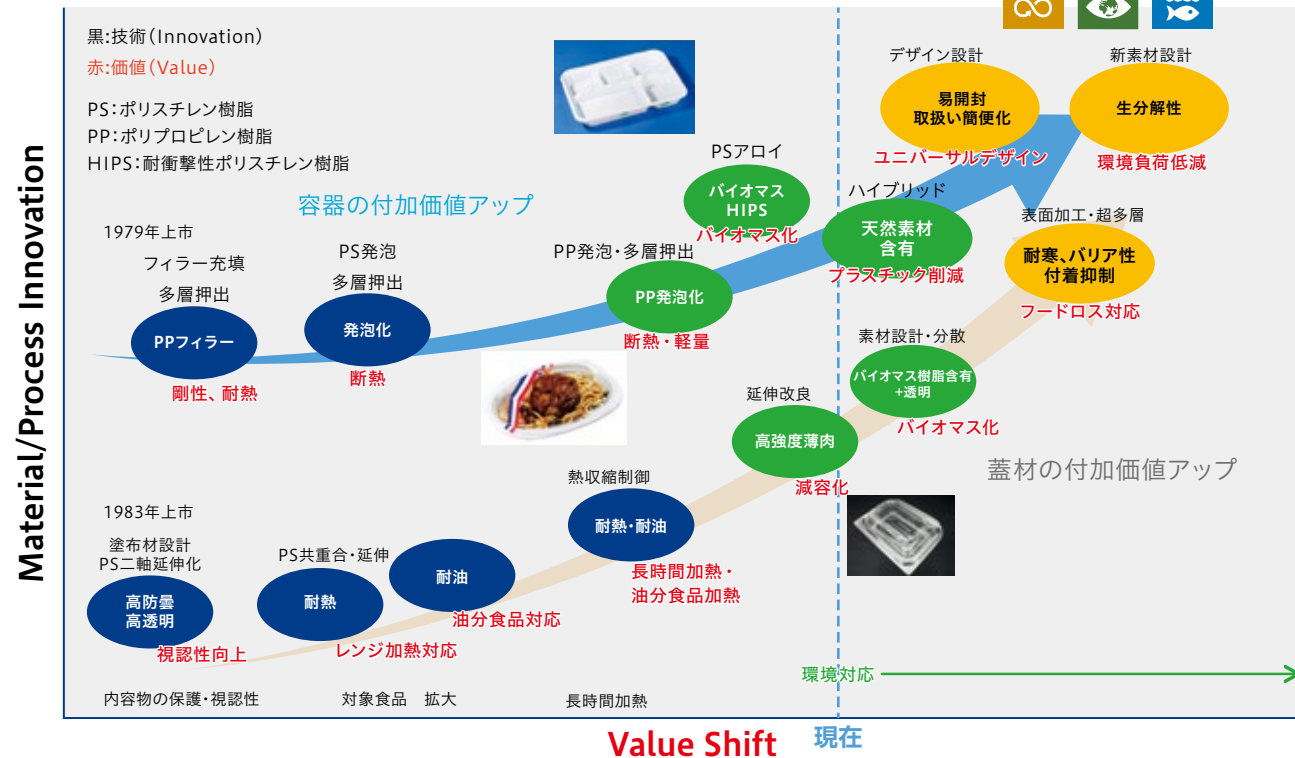 黒:技術(Innovation)
赤:価値(Value)
PS:ポリスチレン樹脂
PP:ポリプロピレン樹脂
HIPS:耐衝撃性ポリスチレン樹脂
Material/Process Innovation
容器の付加価値アップ
1979年上市
フィラー充填
多層押出
PPフィラー
剛性、耐熱
PS発泡
多層押出
発泡化
断熱
PP発泡・多層押出
PP発泡化
断熱・軽量
PSアロイ
バイオマス
HIPS
バイオマス化
ハイブリッド
天然素材
含有
プラスチック削減
デザイン設計
易開封
取扱い簡便化
ユニバーサルデザイン
新素材設計
生分解性
環境負荷低減
表面加工・超多層
耐寒、バリア性
付着抑制
フードロス対応
1983年上市
塗布材設計
PS二軸延伸化
高防曇
高透明
視認性向上
PS共重合・延伸
耐熱
レンジ加熱対応
耐油
油分食品対応
熱収縮制御
耐熱・耐油
長時間加熱・
油分食品加熱
延伸改良
高強度薄肉
減容化
素材設計・分散
バイオマス樹脂含有
+透明
バイオマス化
蓋材の付加価値アップ
環境対応
内容物の保護・視認性
対象食品 拡大
長時間加熱
Value Shift
現在